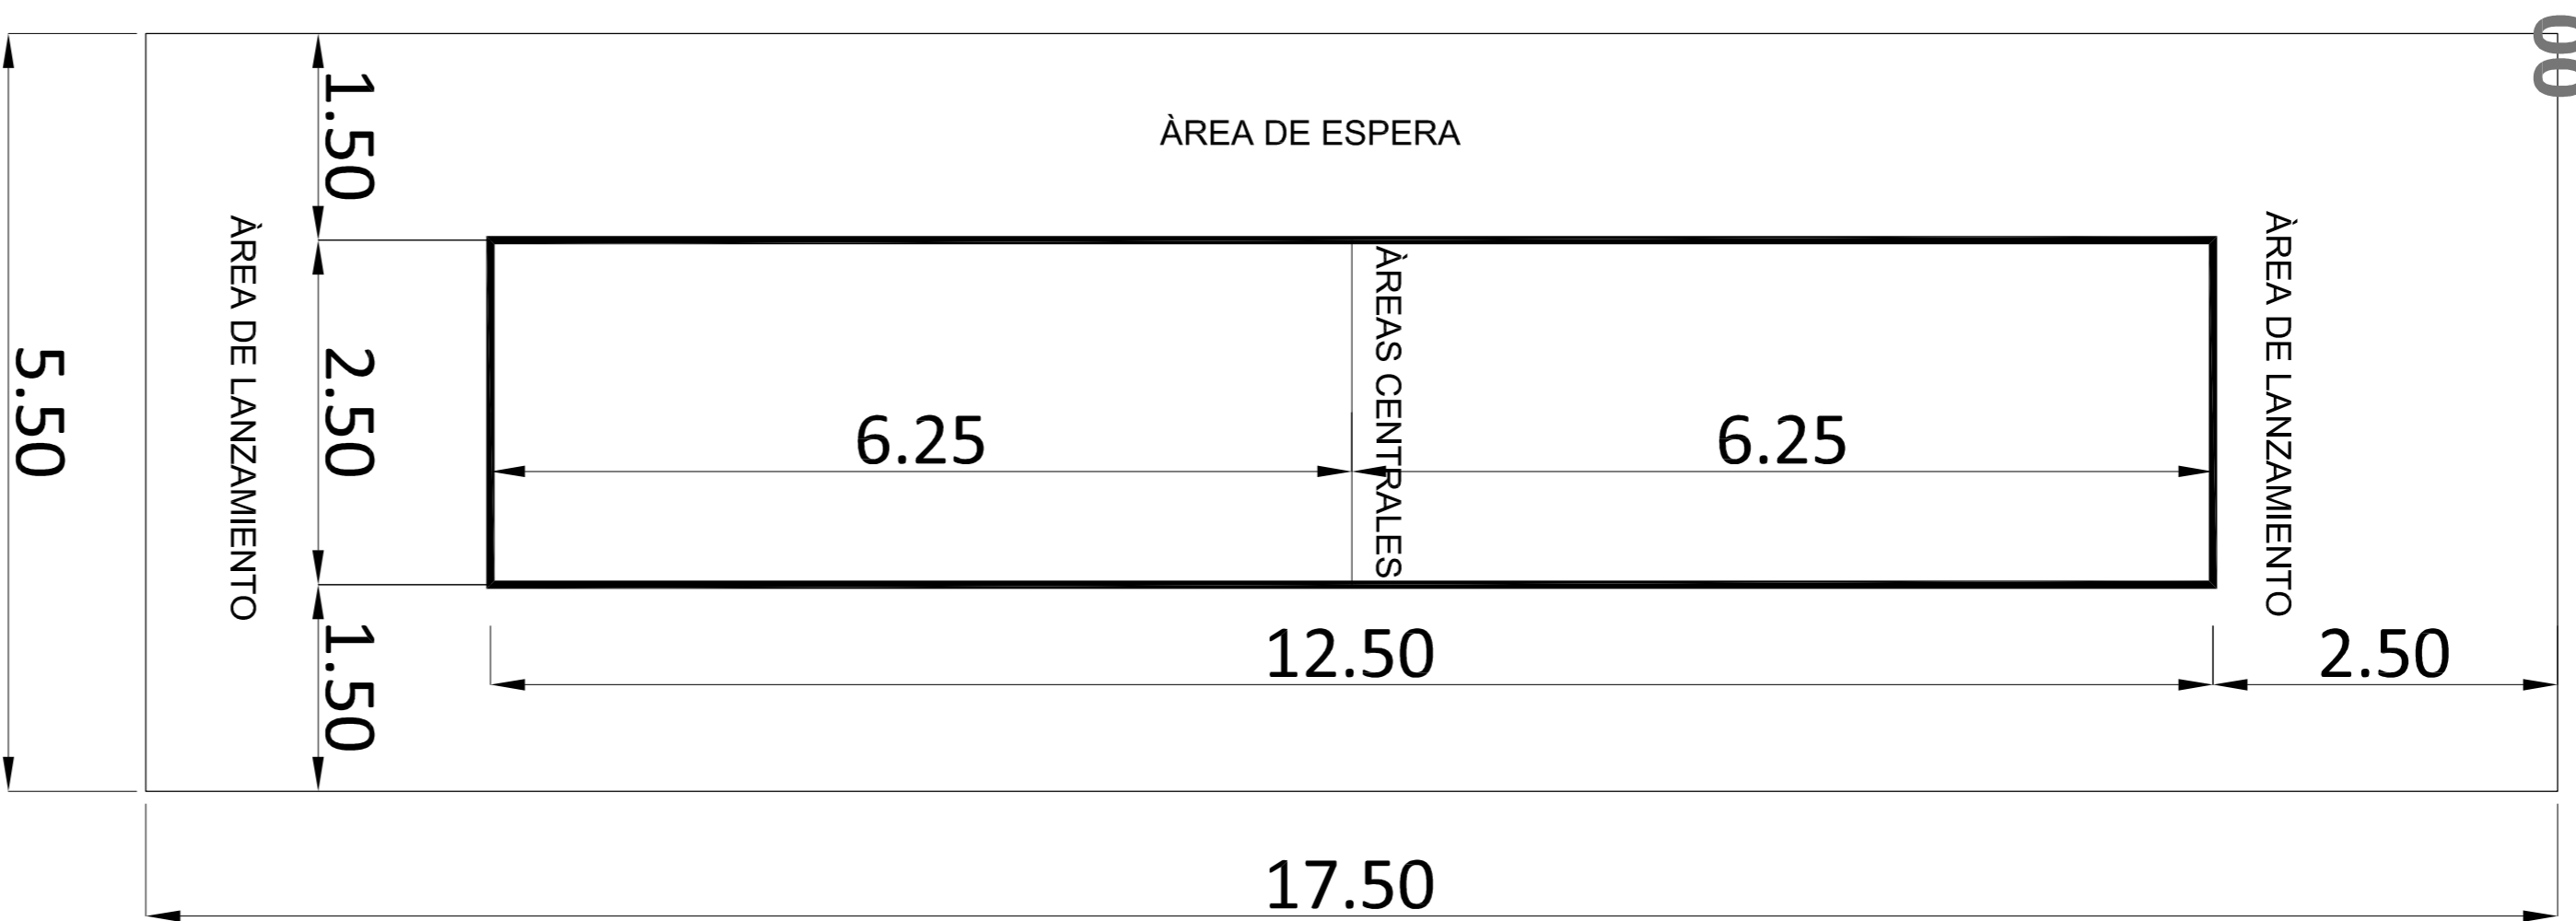 00
1.50
ÀREA DE ESPERA
ÀREA DE LANZAMIENTO
ÀREAS CENTRALES
ÀREA DE LANZAMIENTO
5.50
2.50
6.25
6.25
1.50
12.50
2.50
17.50